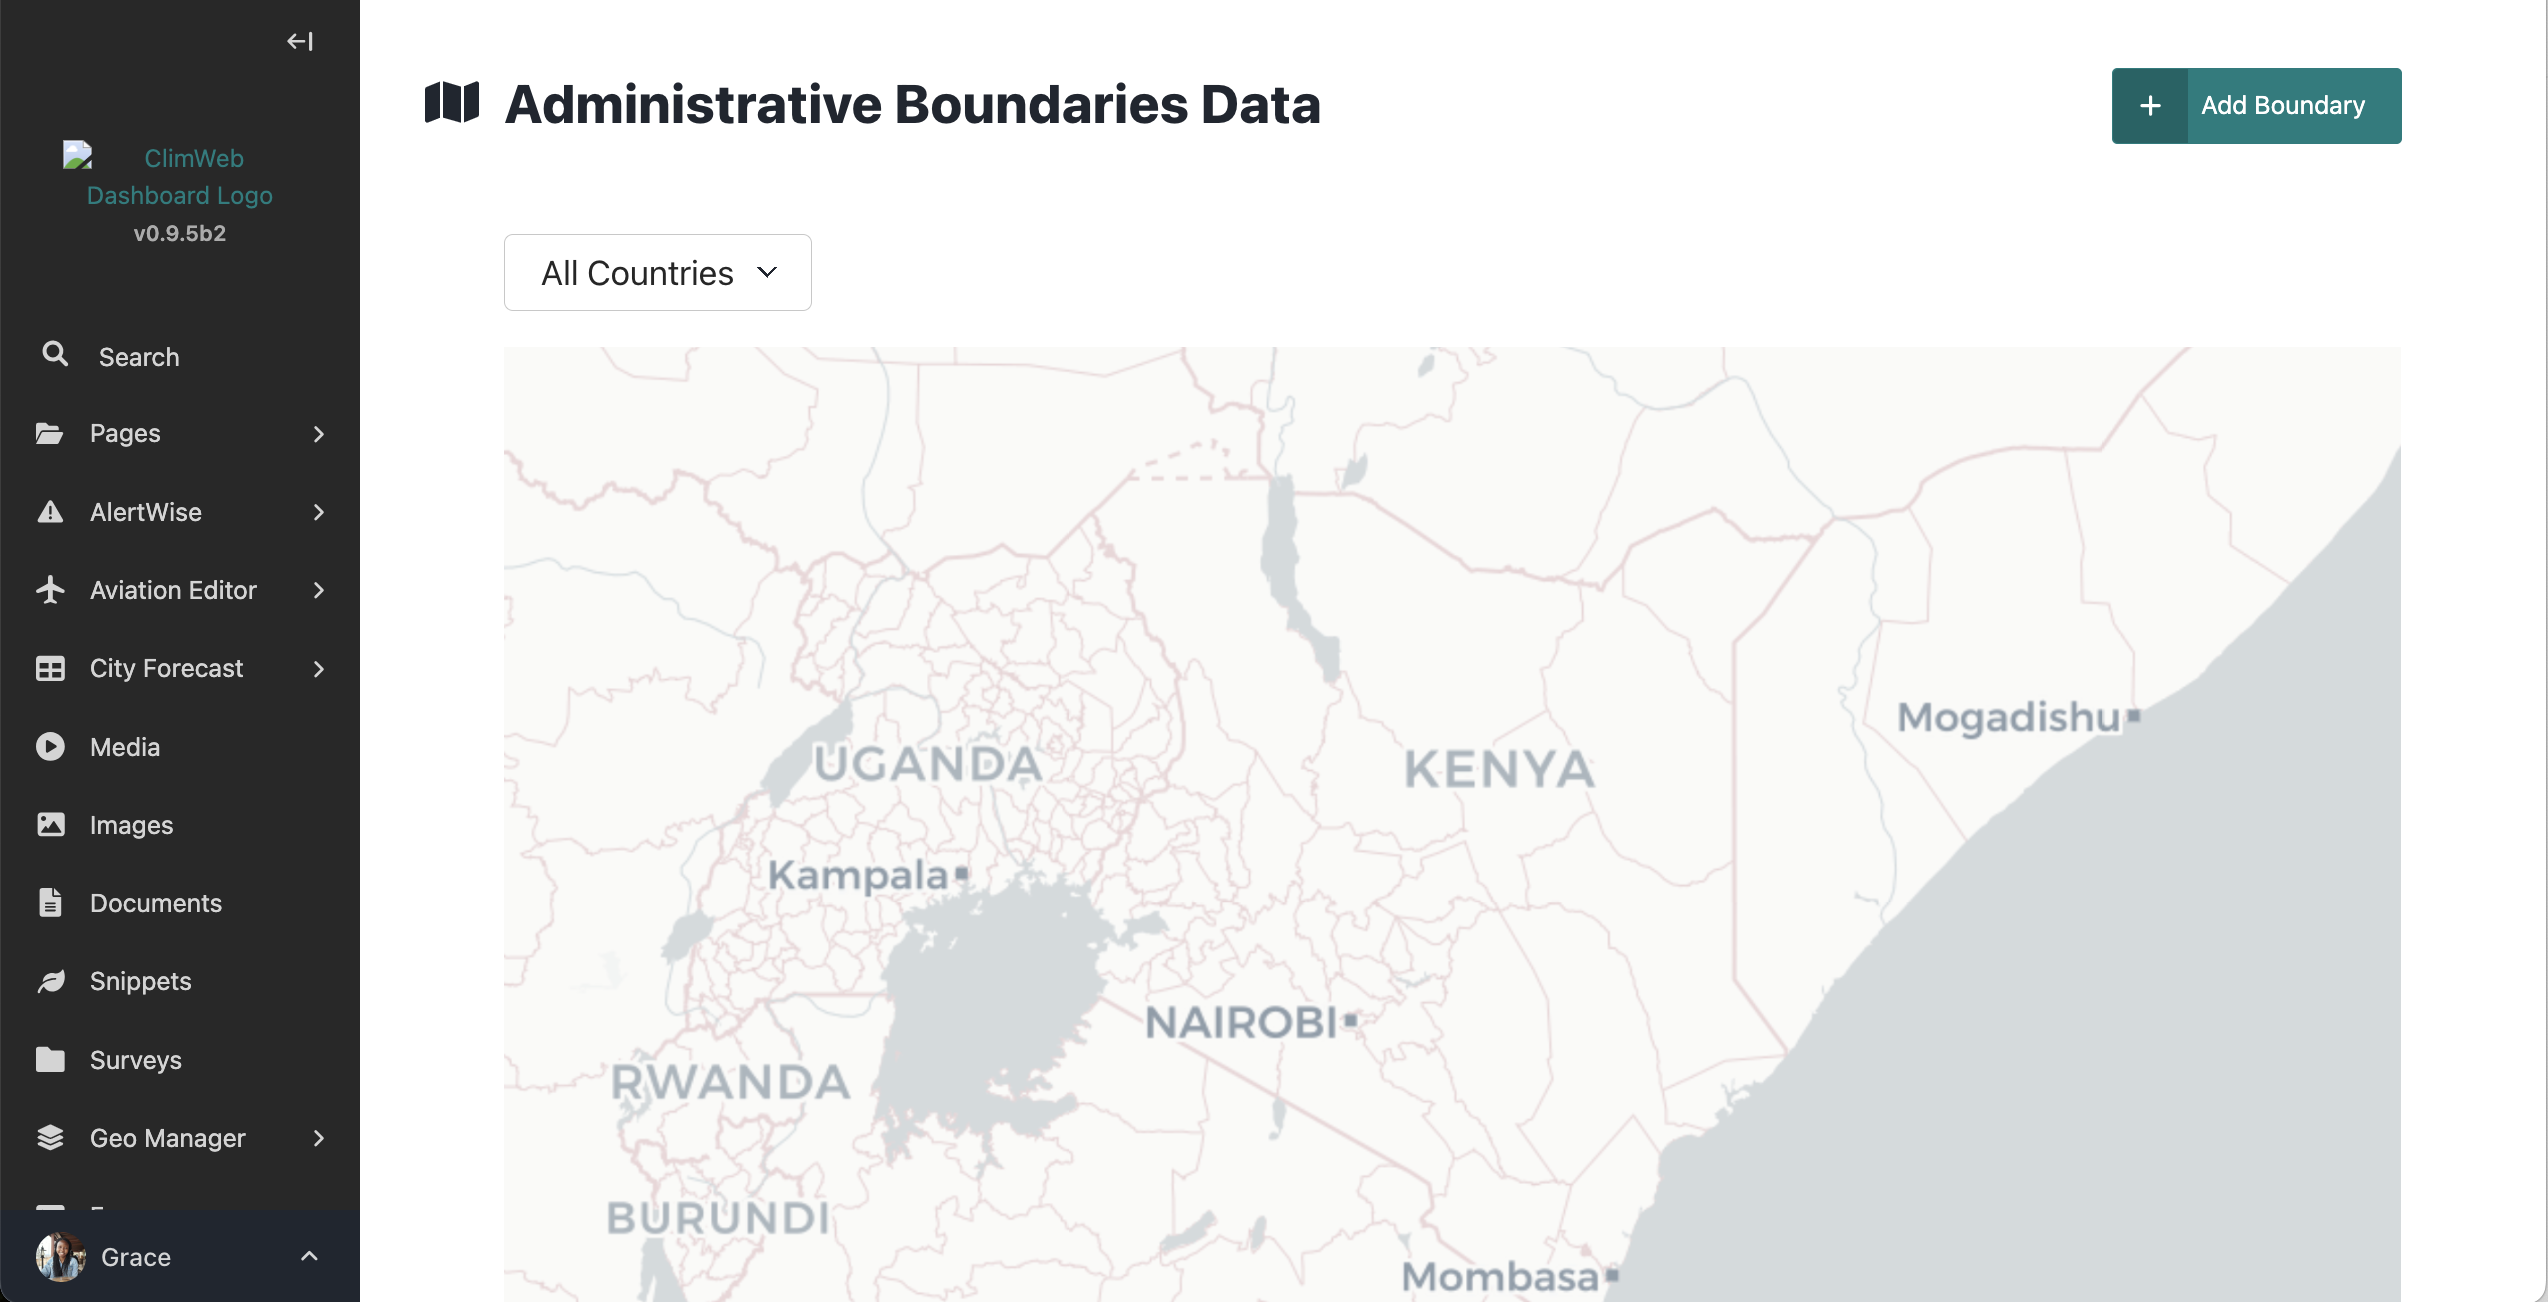 ClimWeb
Dashboard Logo
v0.9.5b2
Search
Pages
AlertWise
Aviation Editor
City Forecast
Media
Images
Documents
Snippets
Surveys
Geo Manager
Grace
Administrative Boundaries Data
Add Boundary
All Countries
Mogadishu
UGANDA
KENYA
Kampala
NAIROBI
RWANDA
BURUNDI
Mombasa